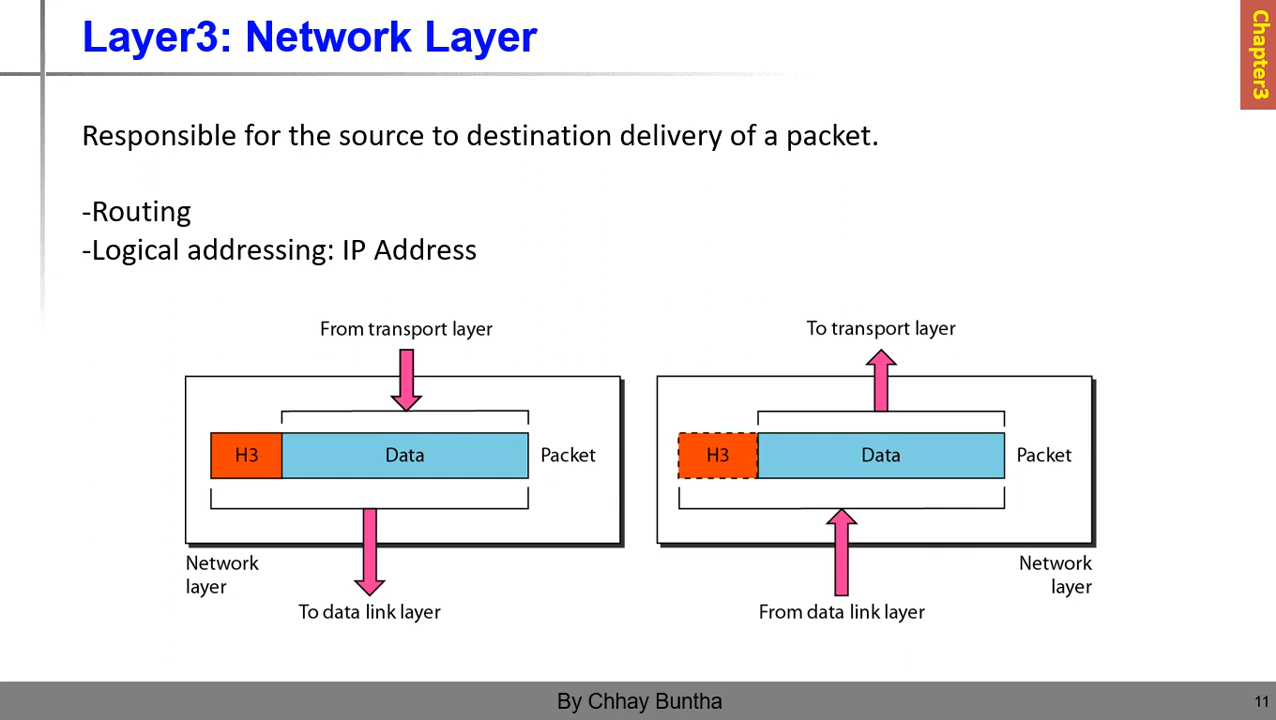 Layer3: Network Layer
Chapter3
Responsible for the source to destination delivery of a packet.
-Routing
-Logical addressing: IP Address
From transport layer
H3
Data
Packet
Network
layer
To data link layer
To transport layer
H3
Data
Packet
Network
layer
From data link layer
By Chhay Buntha
11